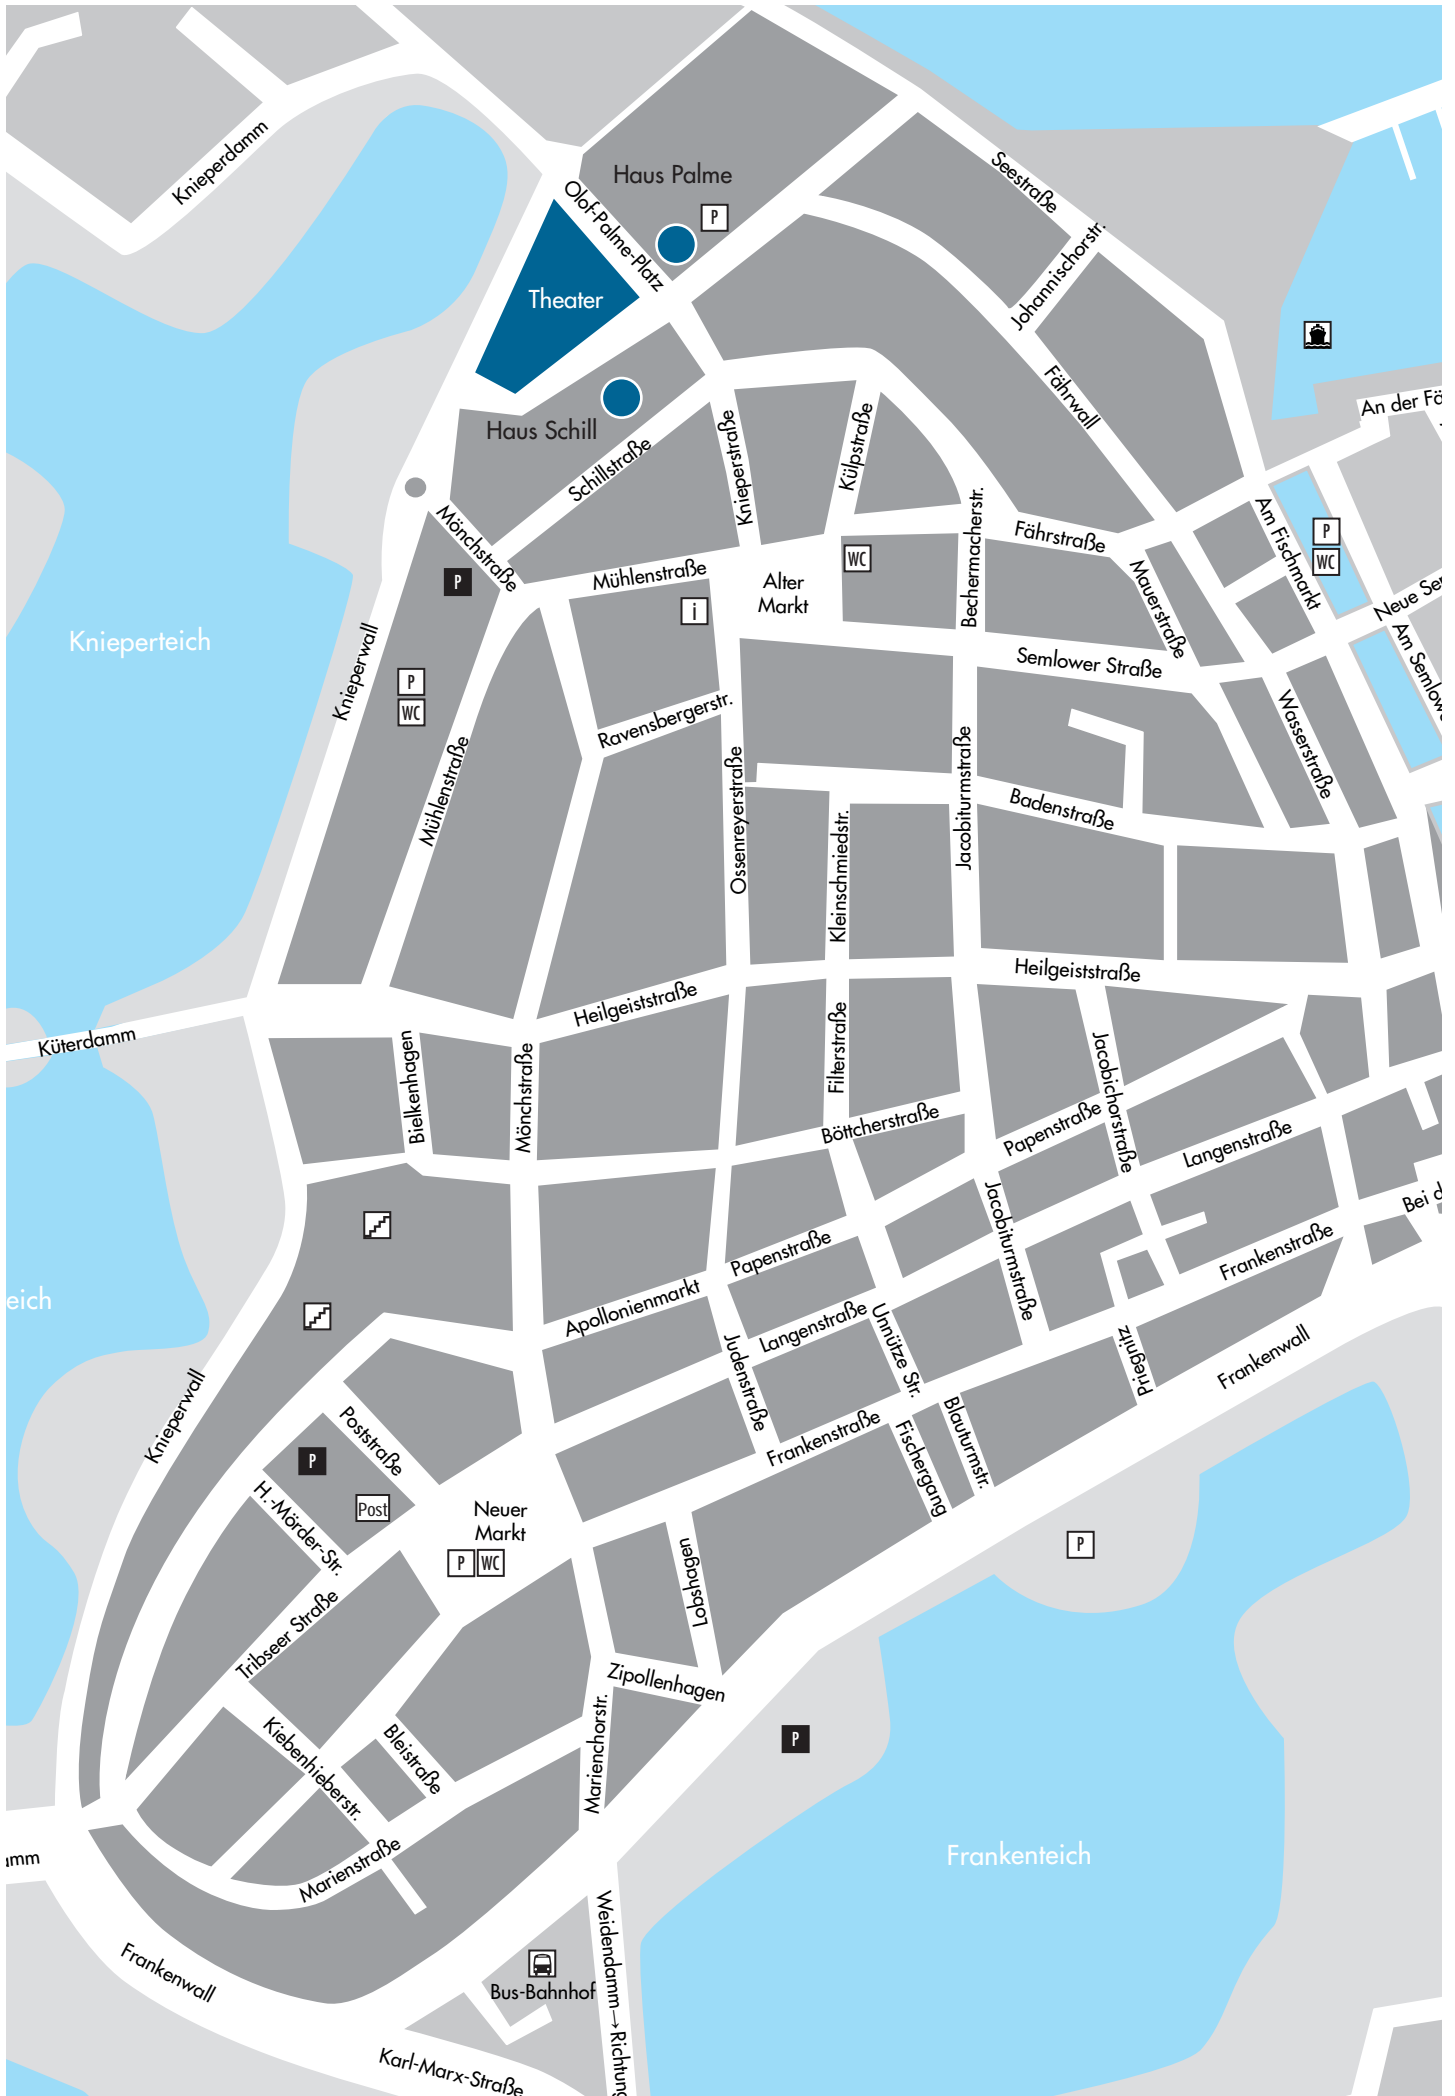 Knieperdamm
Haus Palme
P
Olof-Palme-Platz
Theater
Seestraße
Johannischorstr.
Fährwall
An der Fä
Haus Schill
Schillstraße
Knieperstraße
Külpstraße
Mönchstraße
P
Mühlenstraße
Alter
Markt
WC
i
Bechermacherstr.
Fährstraße
Mauerstraße
Am Fischmarkt
P
WC
Neue Se
Am Semlow
Knieperteich
Knieperwall
P
WC
Semlower Straße
Wasserstraße
Ravensbergerstr.
Mühlenstraße
Ossenreyerstraße
Jacobiturmstraße
Badenstraße
Kleinschmiedstr.
Heilgeiststraße
Heilgeiststraße
Küterdamm
Bielkenhagen
Mönchstraße
Filterstraße
Böttcherstraße
Jacobichorstraße
Papenstraße
Langenstraße
Bei d
Papenstraße
Jacobiturmstraße
Frankenstraße
eich
Apollonienmarkt
Langenstraße
Unnütze Str.
Judenstraße
Priegnitz
Frankenwall
Knieperwall
Poststraße
P
Post
H.-Mörder-Str.
Neuer
Markt
P WC
Frankenstraße
Fischergang
Blauturmstr.
P
Lobshagen
Tribseer Straße
Zipollenhagen
Marienchorstr.
P
Kiebenhieberstr.
Bleistraße
Marienstraße
Frankenteich
amm
Frankenwall
Bus-Bahnhof
Weidendamm→Richtung
Karl-Marx-Straße